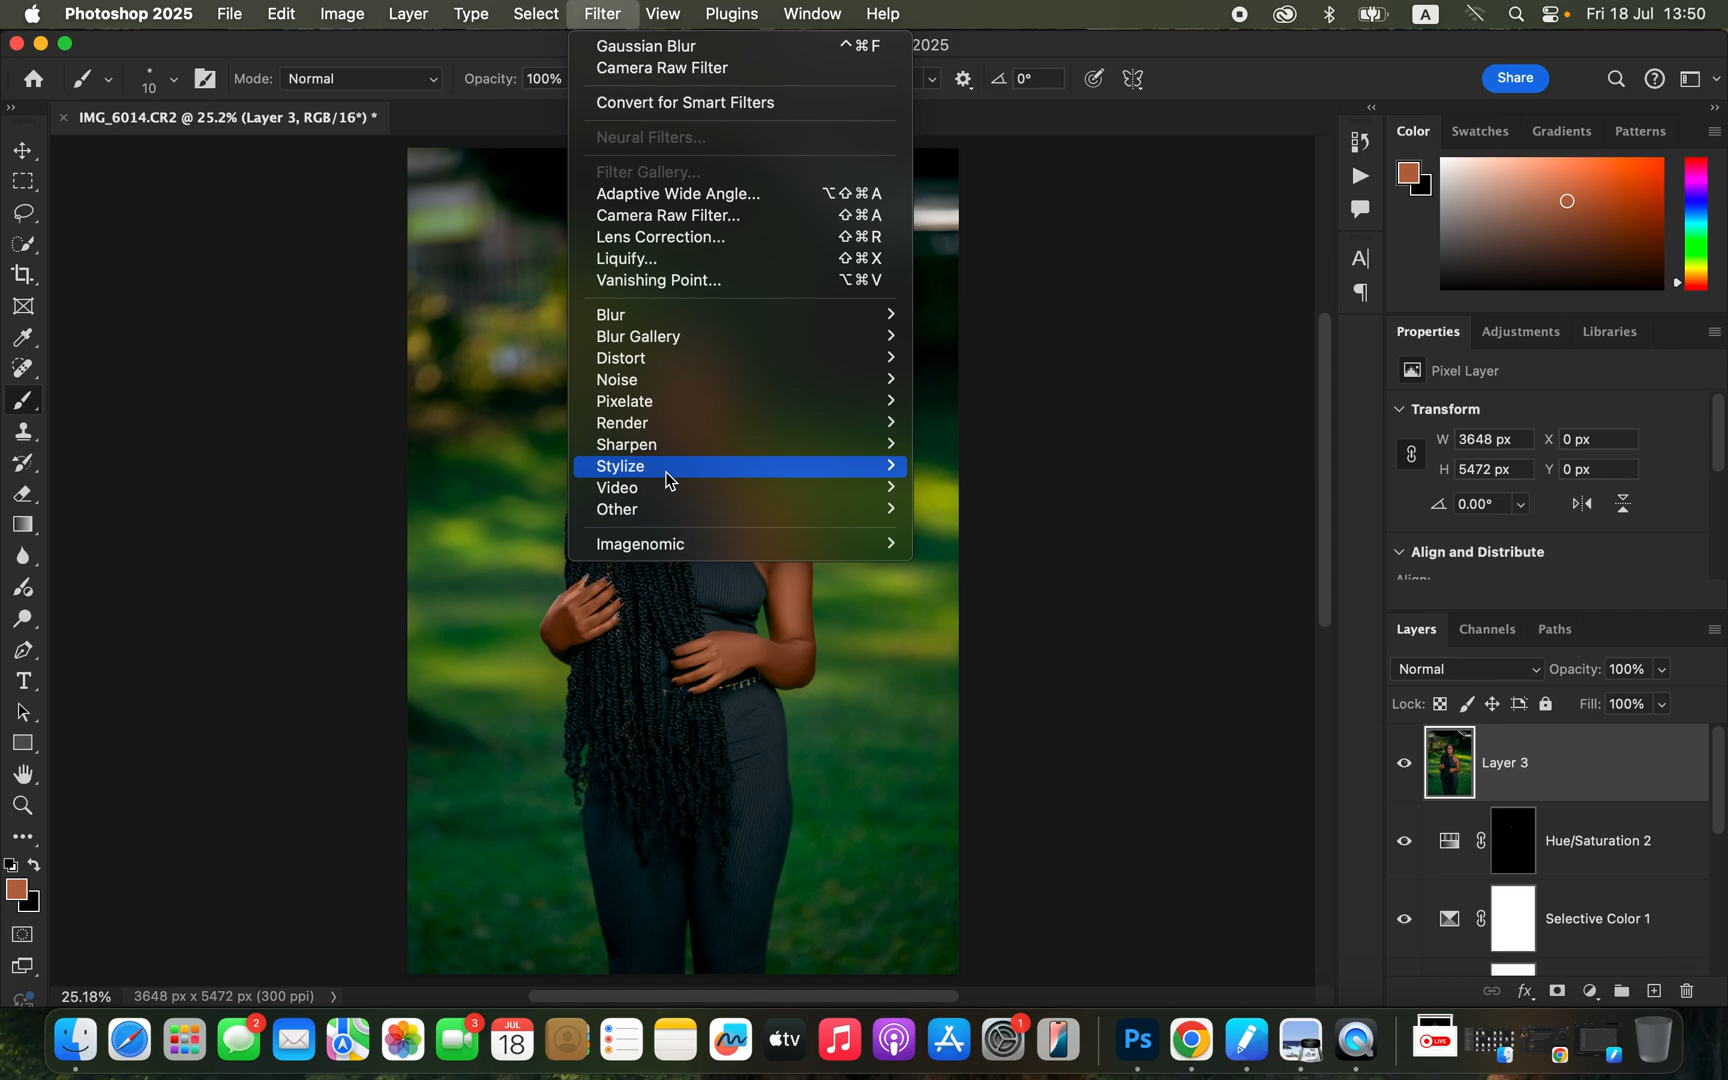 Photoshop 2025 File Edit Image Layer Type Select Filter View Plugins Window Help A Fri 18 Jul 13:50
2025
10 Mode: Normal Opacity: 100% 0° Share
× IMG_6014.CR2 @ 25.2% (Layer 3, RGB/16*) *
Gaussian Blur ^⌘F
Camera Raw Filter
Convert for Smart Filters
Neural Filters...
Filter Gallery...
Adaptive Wide Angle... ⌥⇧⌘A
Camera Raw Filter... ⇧⌘A
Lens Correction... ⇧⌘R
Liquify... ⇧⌘X
Vanishing Point... ⌥⌘V
Blur
Blur Gallery
Distort
Noise
Pixelate
Render
Sharpen
Stylize
Video
Other
Imagenomic
Color Swatches Gradients Patterns
Properties Adjustments Libraries
Pixel Layer
Transform
W 3648 px X 0 px
H 5472 px Y 0 px
0.00°
Align and Distribute
Align:
Layers Channels Paths
Normal Opacity: 100%
Lock: Fill: 100%
Layer 3
Hue/Saturation 2
Selective Color 1
fx
25.18% 3648 px x 5472 px (300 ppi)
2 3 JUL 18 tv 1 Ps LIVE